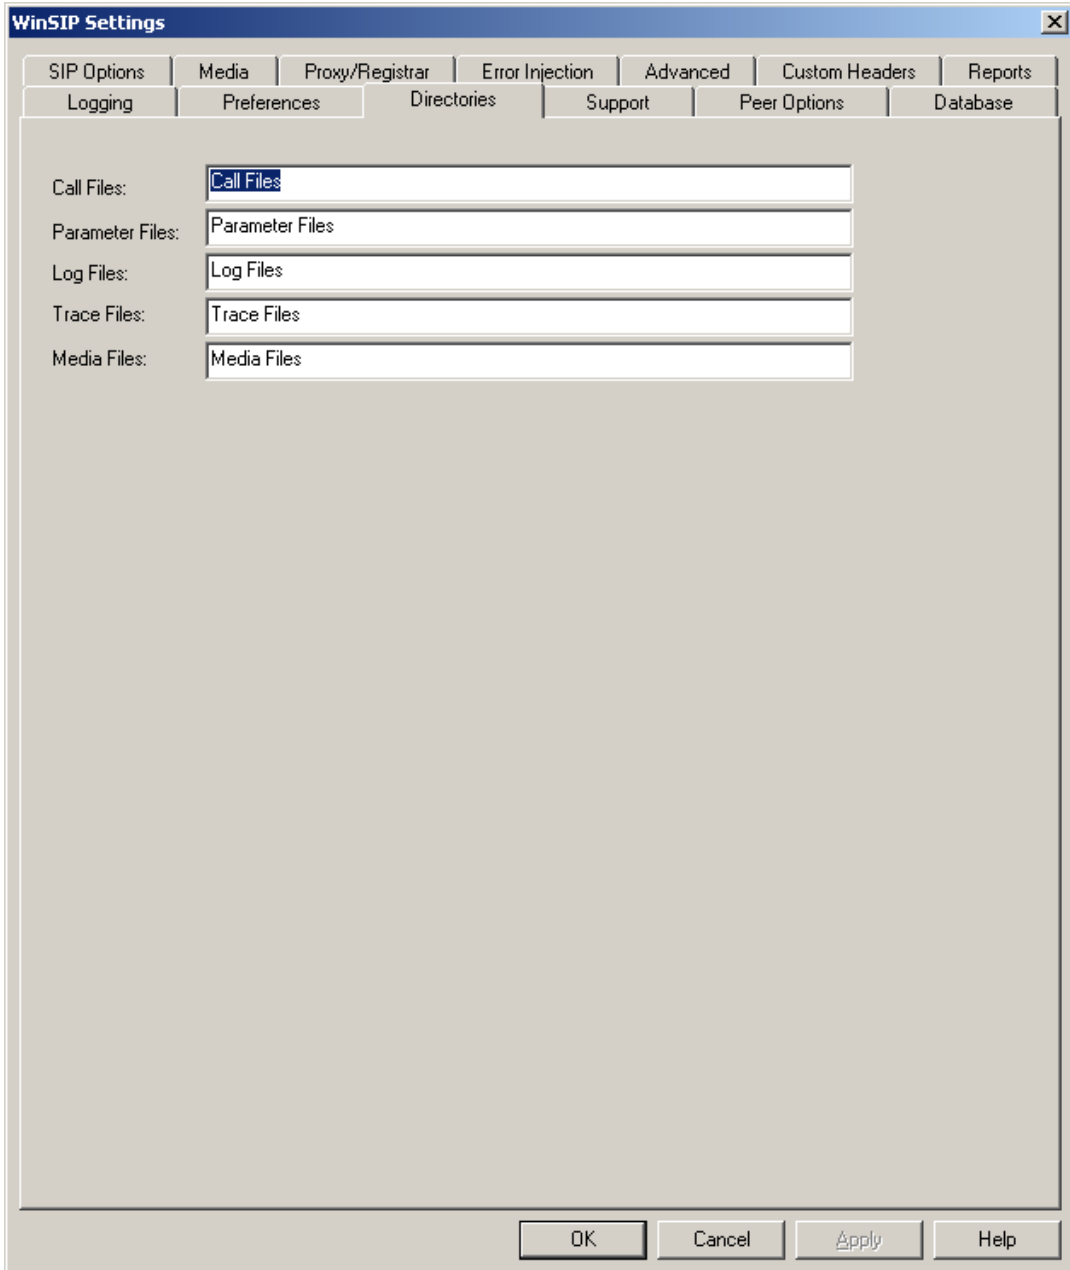 WinSIP Settings
SIP Options Media Proxy/Registrar Error Injection Advanced Custom Headers Reports
Logging Preferences Directories Support Peer Options Database
Call Files: Call Files
Parameter Files: Parameter Files
Log Files: Log Files
Trace Files: Trace Files
Media Files: Media Files
OK Cancel Apply Help